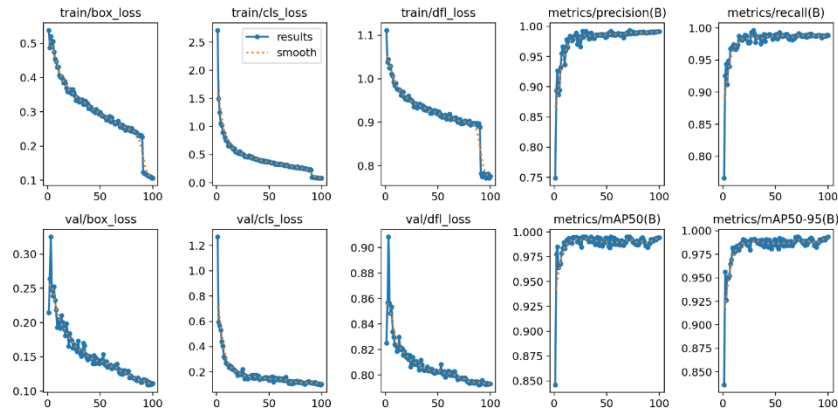 train/box_loss
train/cls_loss
train/dfl_loss
metrics/precision(B)
metrics/recall(B)
0.5
0.4
0.3
0.2
0.1
2.5
2.0
1.5
1.0
0.5
0.0
results
smooth
1.1
1.0
0.9
0.8
1.00
0.95
0.90
0.85
0.80
0.75
1.00
0.95
0.90
0.85
0.80
0 50 100
0 50 100
0 50 100
0 50 100
0 50 100
val/box_loss
val/cls_loss
val/dfl_loss
metrics/mAP50(B)
metrics/mAP50-95(B)
0.30
0.25
0.20
0.15
0.10
1.2
1.0
0.8
0.6
0.4
0.2
0.90
0.88
0.86
0.84
0.82
0.80
1.000
0.975
0.950
0.925
0.900
0.875
0.850
1.000
0.975
0.950
0.925
0.900
0.875
0.850
0 50 100
0 50 100
0 50 100
0 50 100
0 50 100